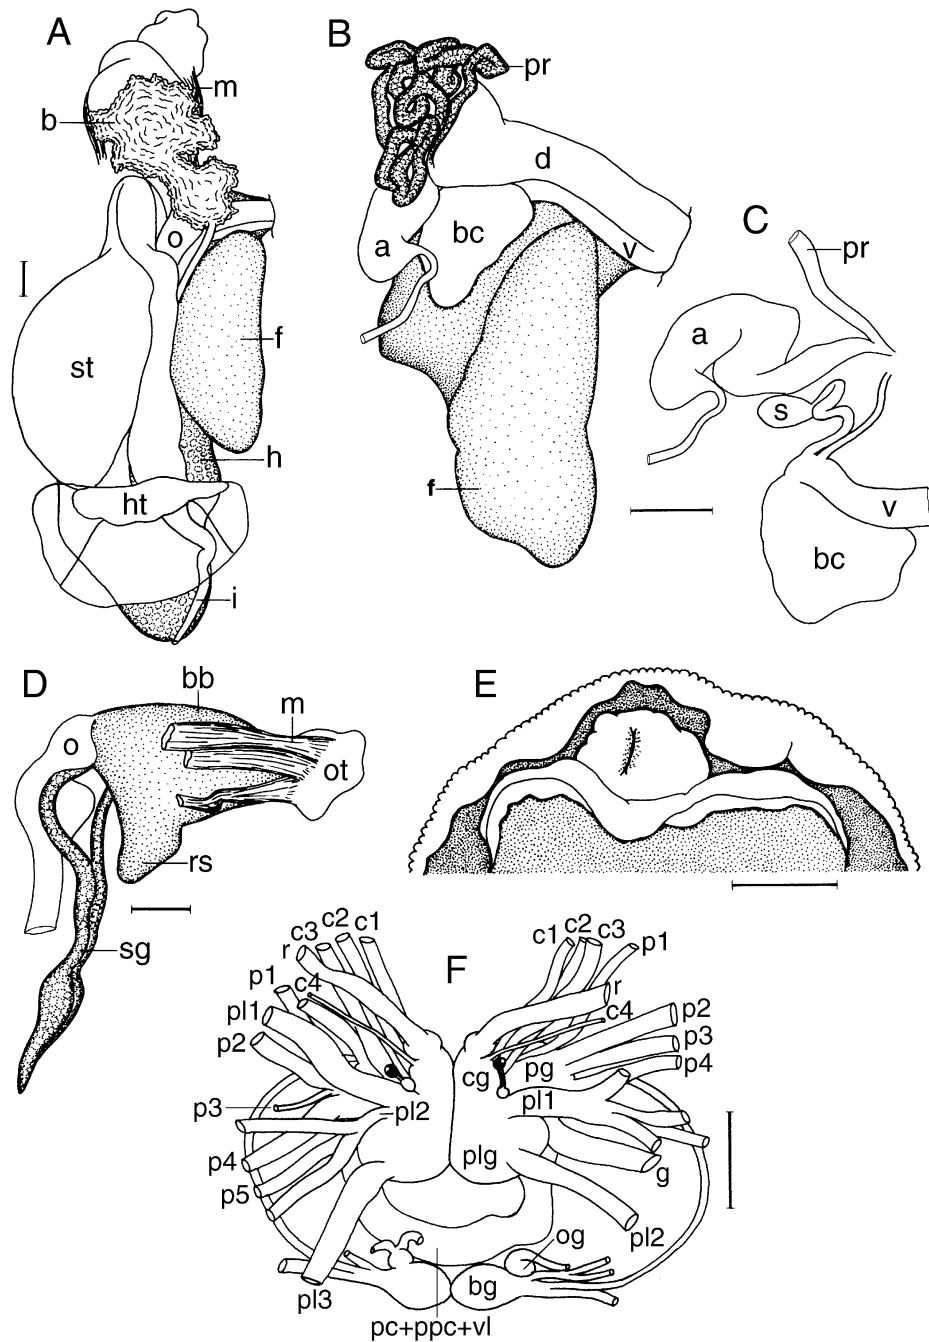 A
m
b
o
f
st
h
ht
i
B
pr
d
a
bc
v
f
C
pr
a
s
v
bc
D
bb
m
o
ot
rs
sg
E
F
c3 c2 c1
r
p1 c4
pl1
p2
p3
pl2
p4
p5
pl3
c1 c2 c3 p1
r
c4
p2
p3
p4
cg
pg
pl1
plg
g
pl2
og
bg
pc+ppc+vl